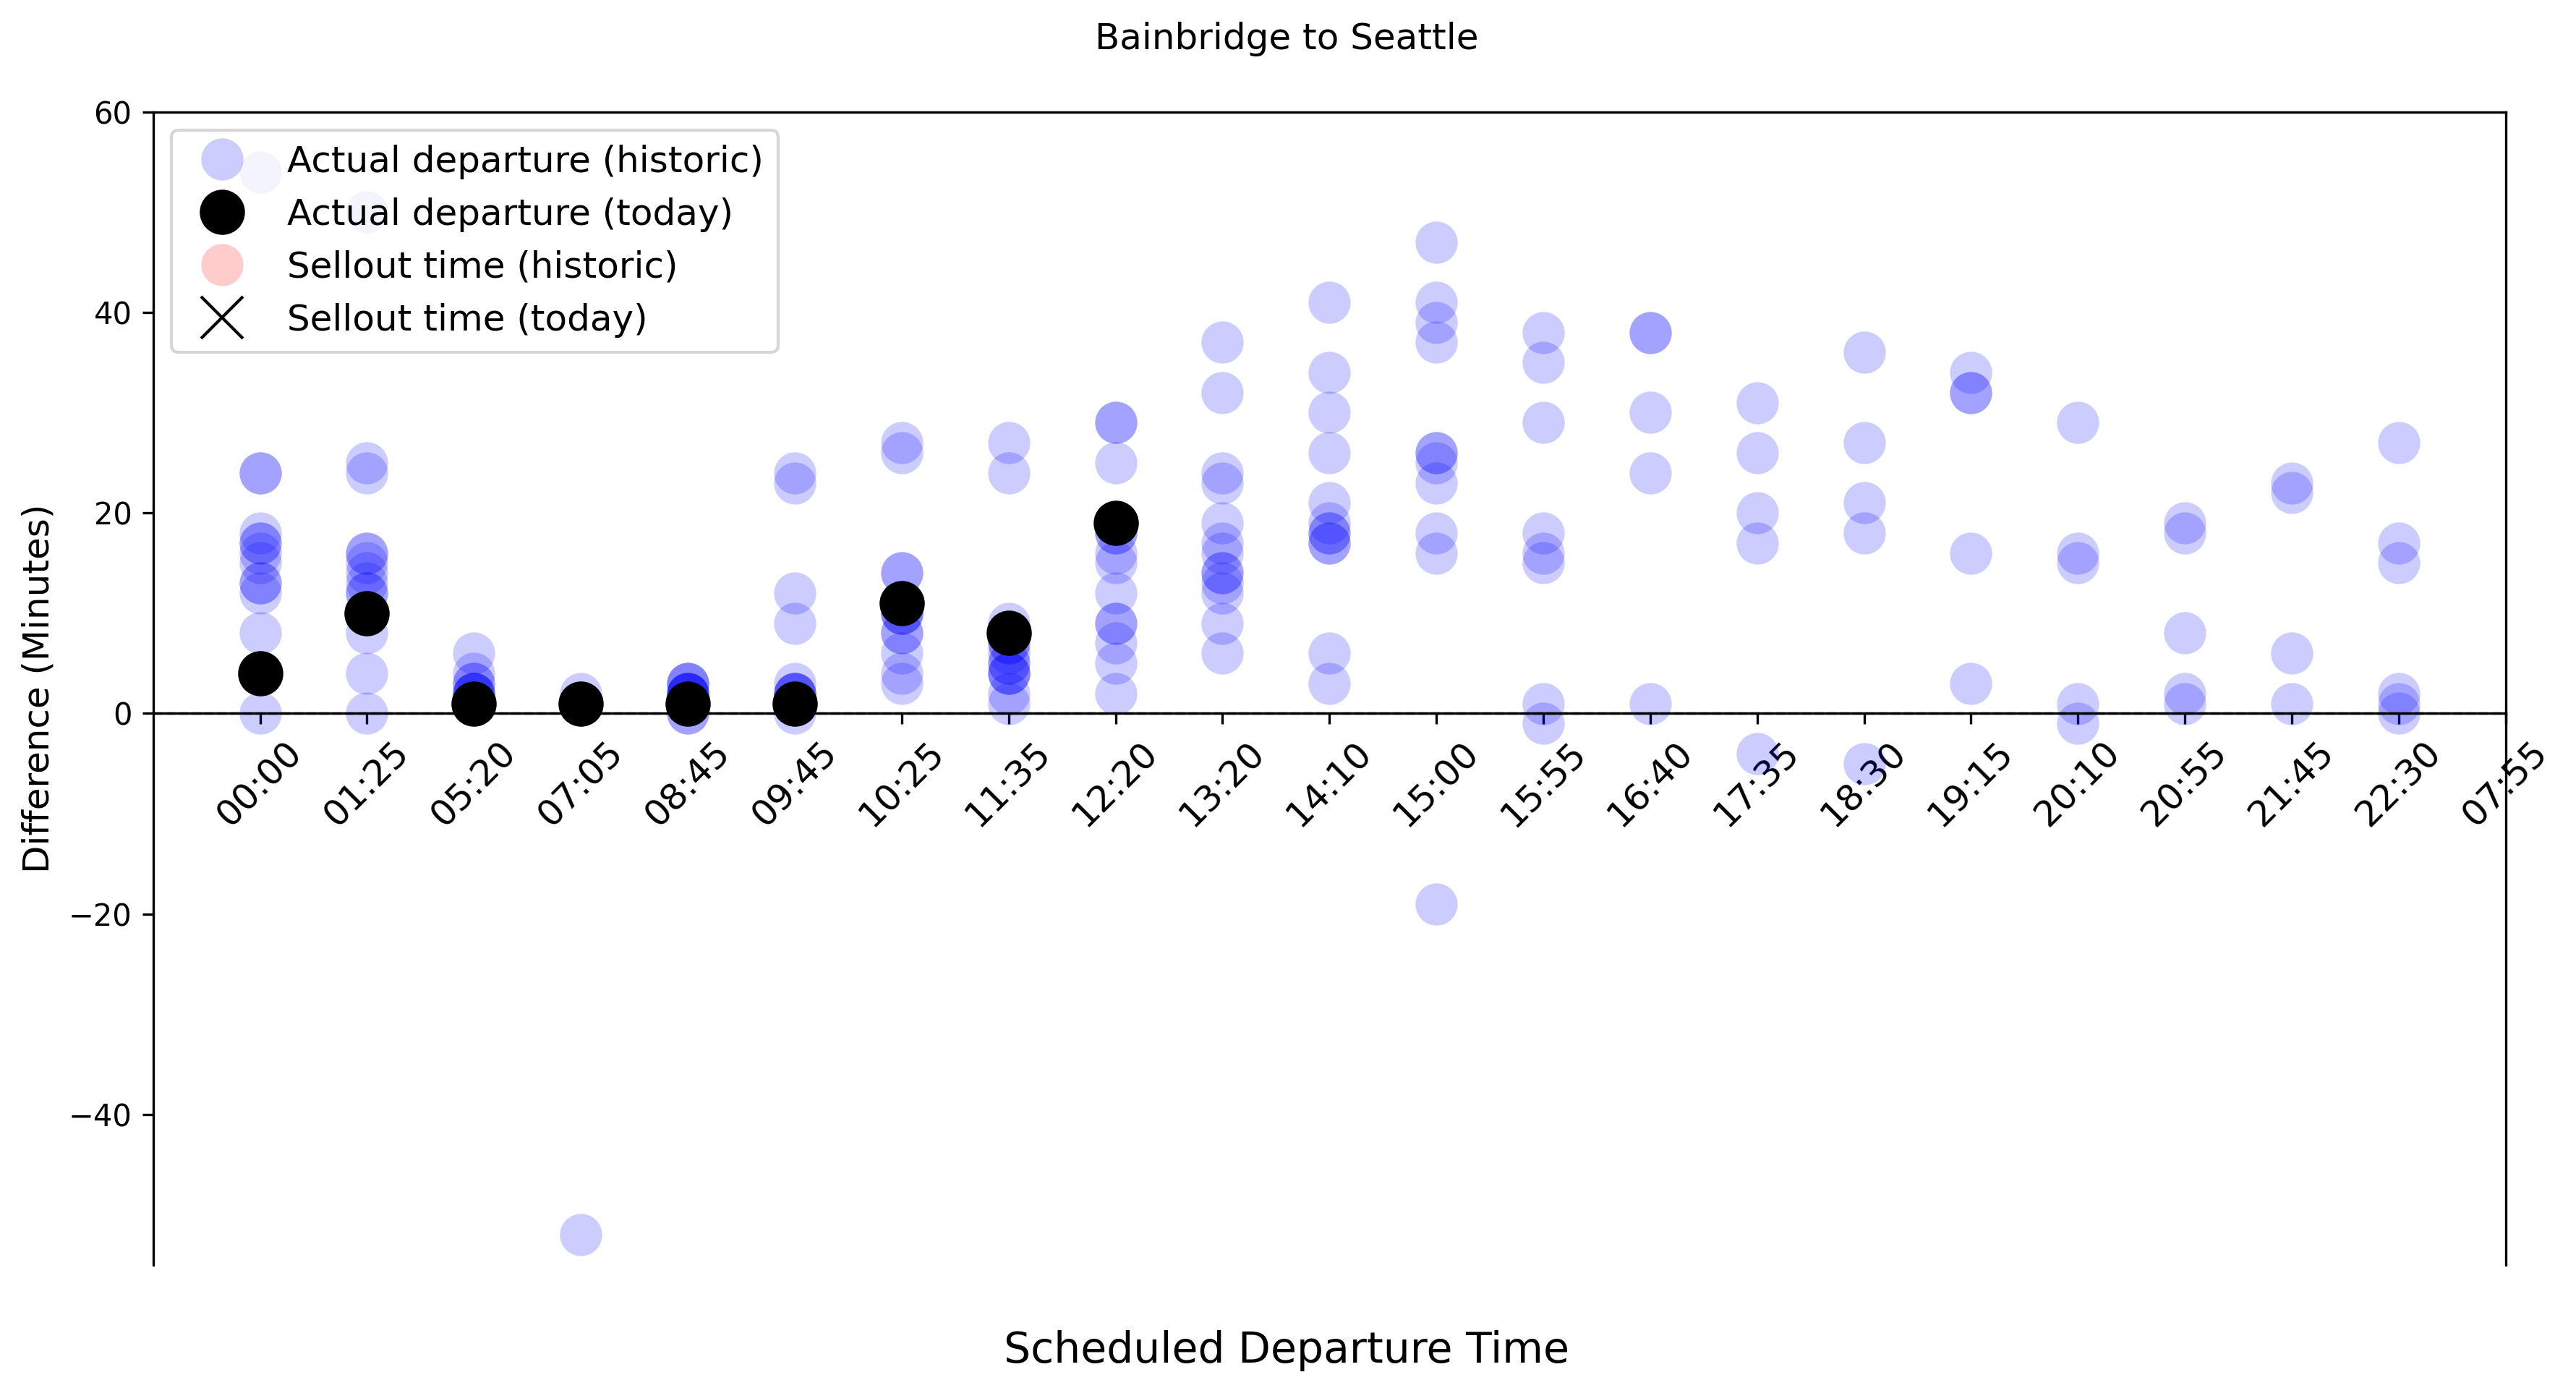 Bainbridge to Seattle
60
Actual departure (historic)
Actual departure (today)
Sellout time (historic)
Sellout time (today)
40
20
0
−20
−40
Difference (Minutes)
00:00 01:25 05:20 07:05 08:45 09:45 10:25 11:35 12:20 13:20 14:10 15:00 15:55 16:40 17:35 18:30 19:15 20:10 20:55 21:45 22:30 07:55
Scheduled Departure Time